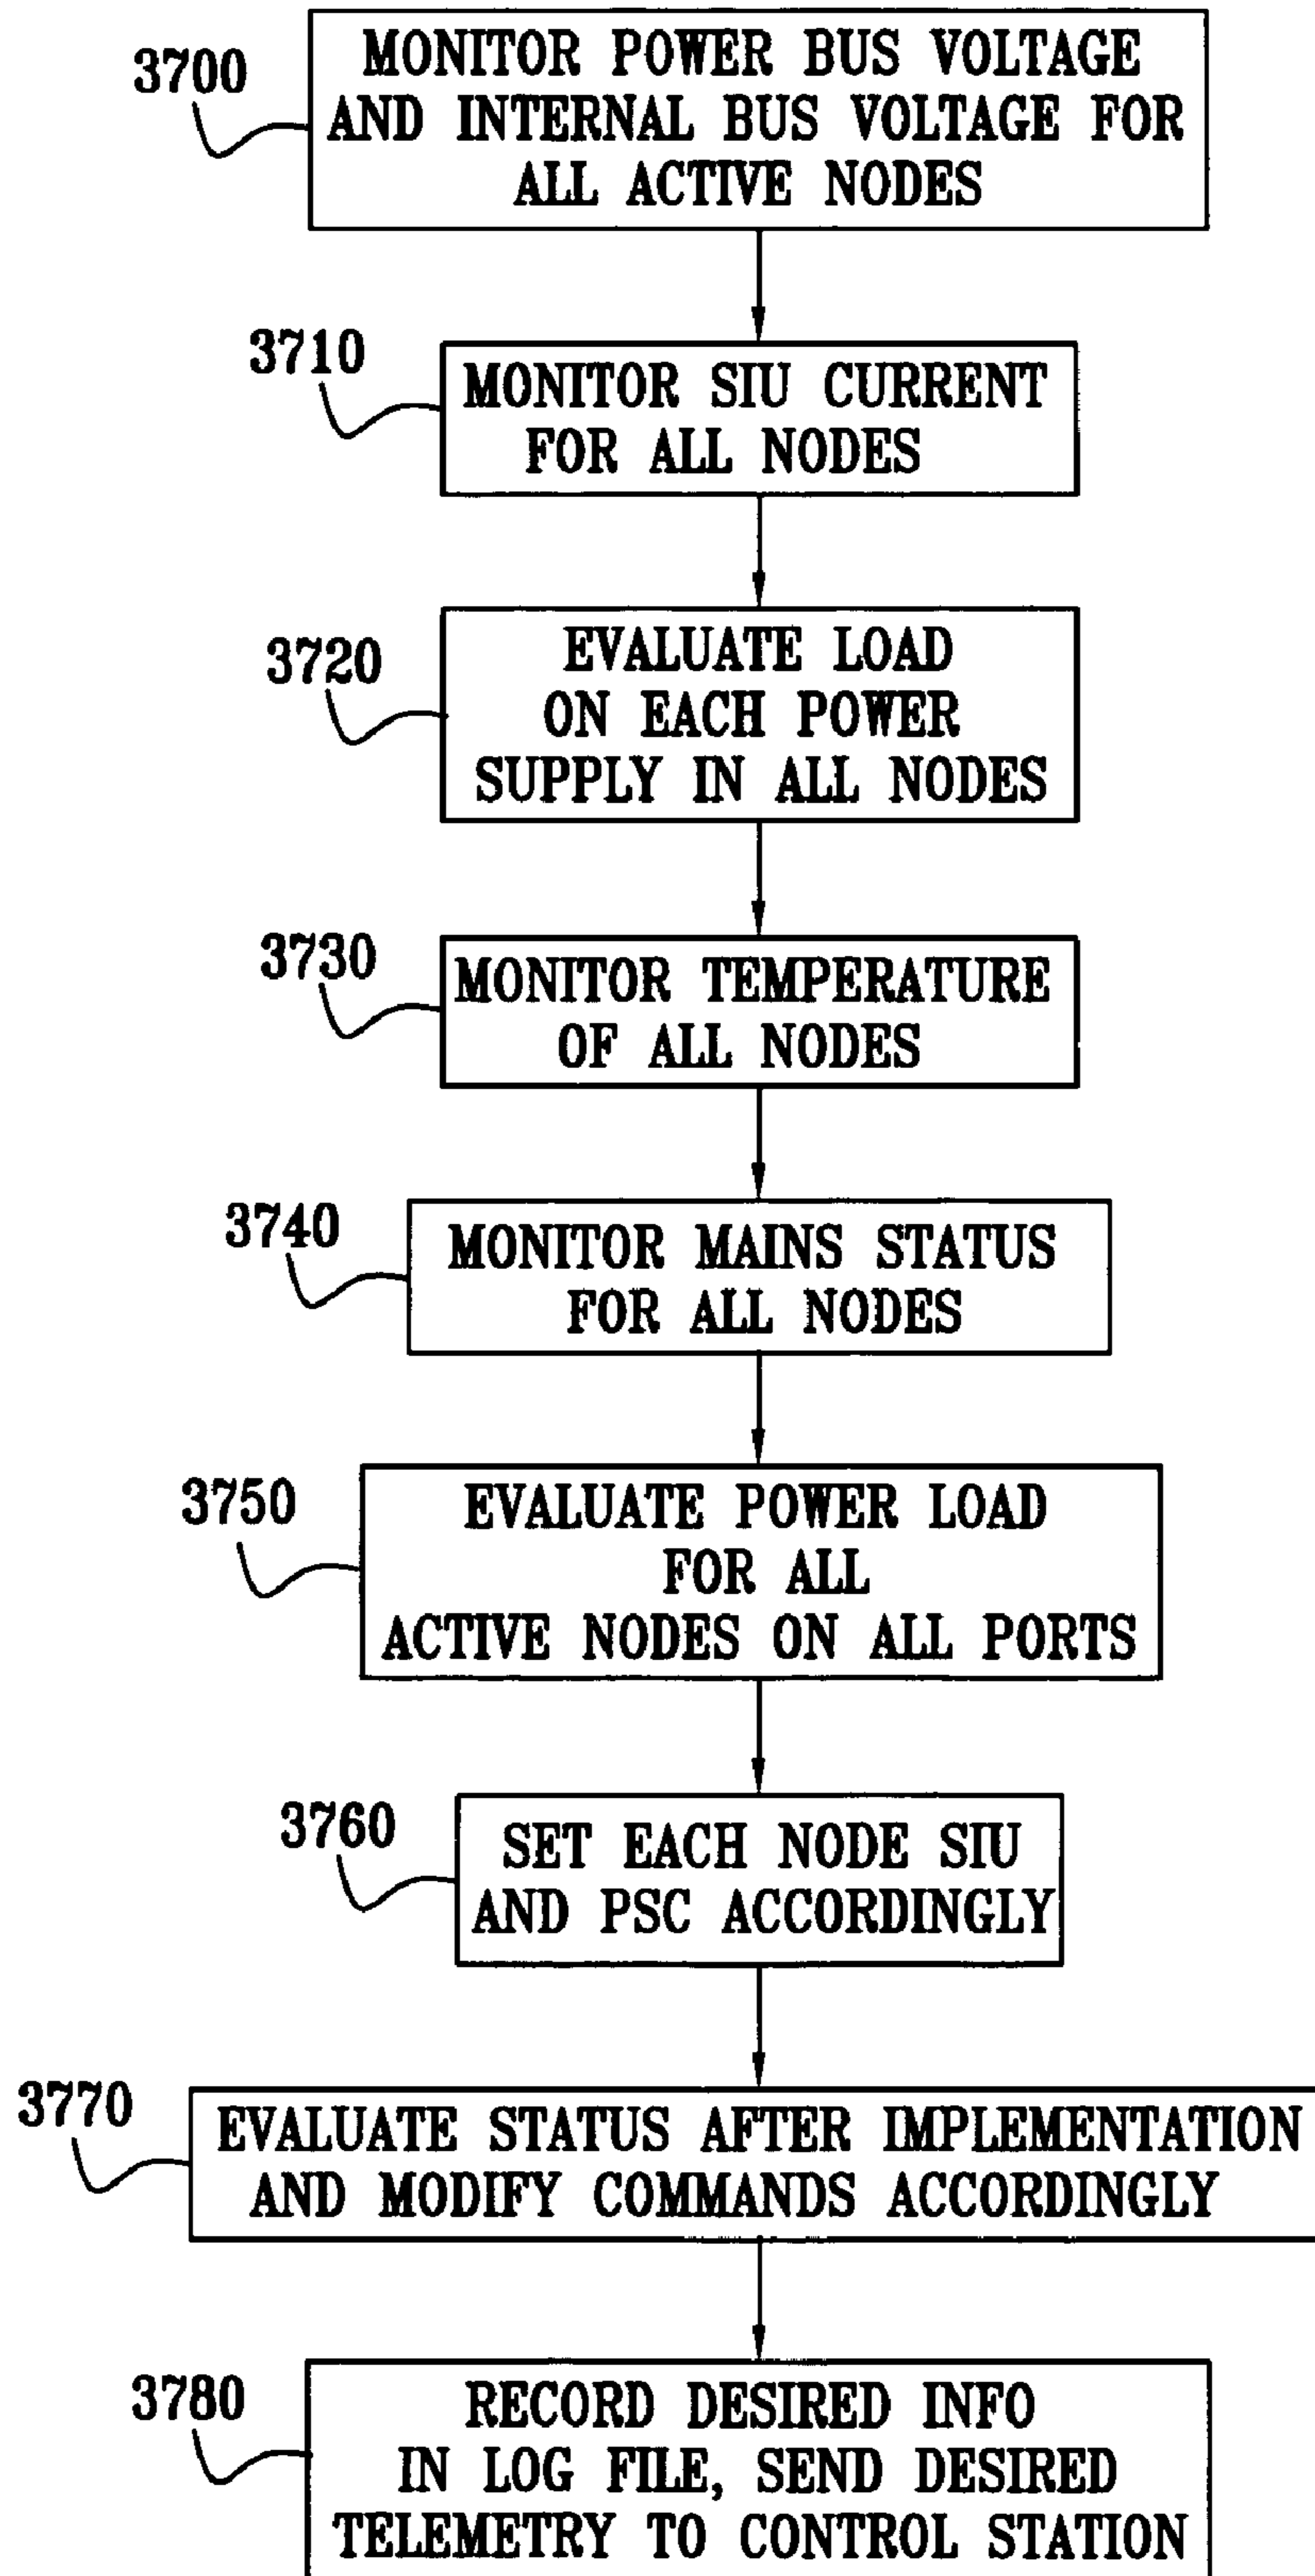 3700
MONITOR POWER BUS VOLTAGE
AND INTERNAL BUS VOLTAGE FOR
ALL ACTIVE NODES
3710
MONITOR SIU CURRENT
FOR ALL NODES
3720
EVALUATE LOAD
ON EACH POWER
SUPPLY IN ALL NODES
3730
MONITOR TEMPERATURE
OF ALL NODES
3740
MONITOR MAINS STATUS
FOR ALL NODES
3750
EVALUATE POWER LOAD
FOR ALL
ACTIVE NODES ON ALL PORTS
3760
SET EACH NODE SIU
AND PSC ACCORDINGLY
3770
EVALUATE STATUS AFTER IMPLEMENTATION
AND MODIFY COMMANDS ACCORDINGLY
3780
RECORD DESIRED INFO
IN LOG FILE, SEND DESIRED
TELEMETRY TO CONTROL STATION